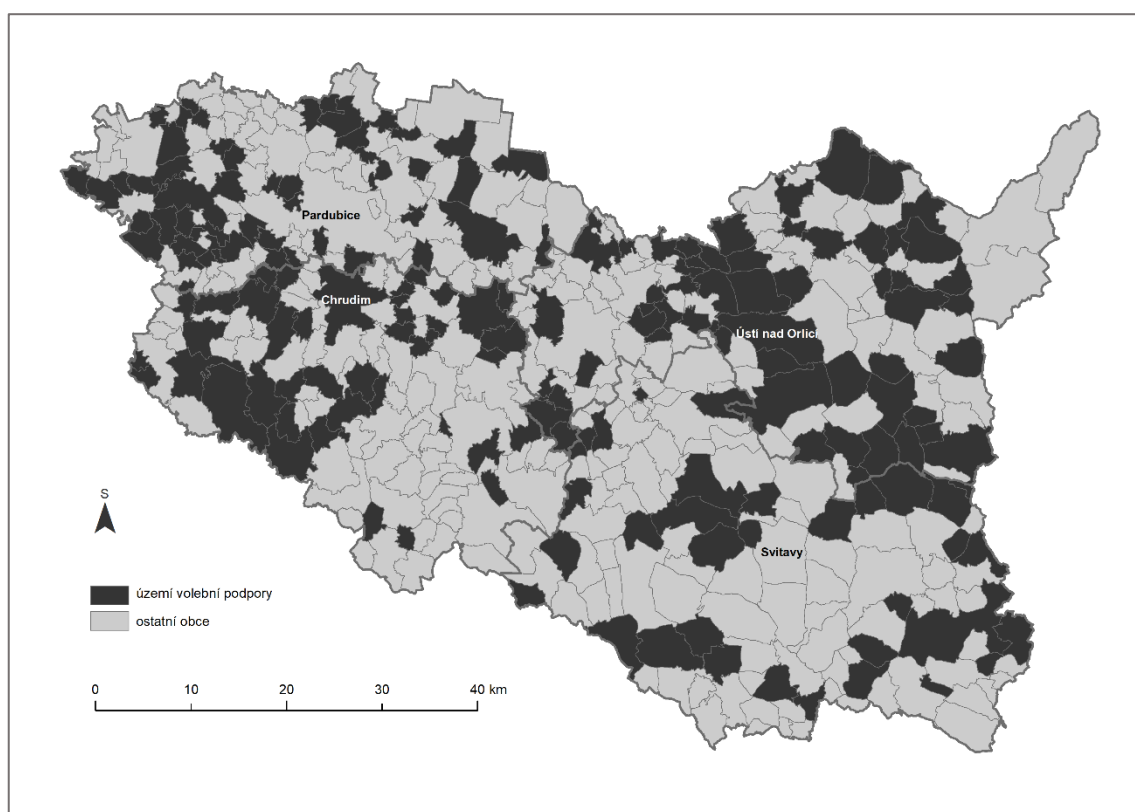 Pardubice
Chrudim
Ústí nad Orlicí
Svitavy
S
území volební podpory
ostatní obce
0 10 20 30 40 km